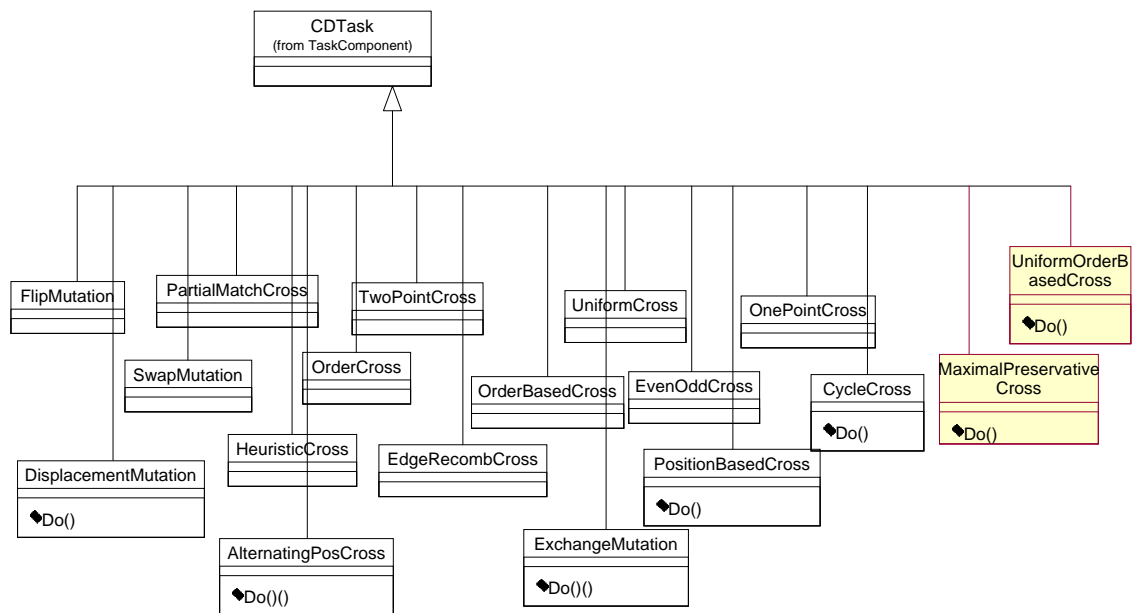 CDTask
(from TaskComponent)
FlipMutation
PartialMatchCross
TwoPointCross
UniformCross
OnePointCross
UniformOrderB
asedCross
Do()
SwapMutation
OrderCross
OrderBasedCross
EvenOddCross
CycleCross
Do()
MaximalPreservative
Cross
Do()
DisplacementMutation
Do()
HeuristicCross
EdgeRecombCross
PositionBasedCross
Do()
AlternatingPosCross
Do()()
ExchangeMutation
Do()()